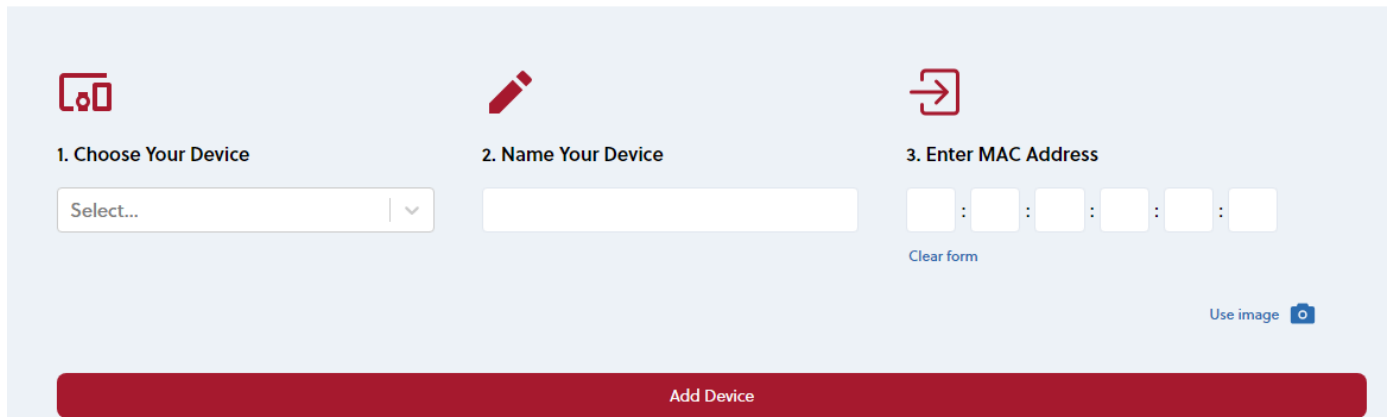 1. Choose Your Device
Select...
2. Name Your Device
3. Enter MAC Address
: : : : :
Clear form
Use image
Add Device